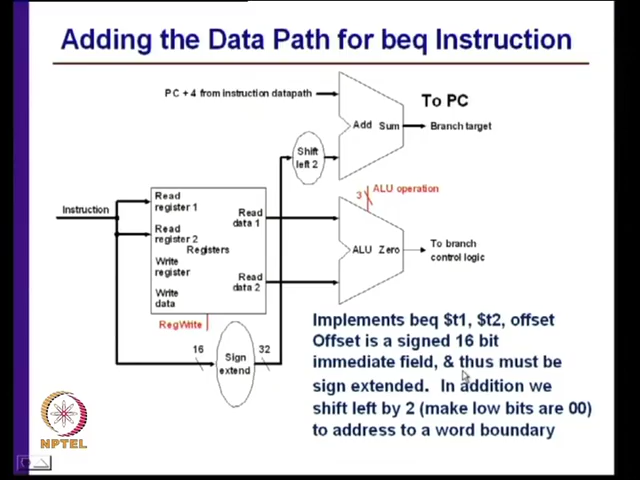 Adding the Data Path for beq Instruction
PC + 4 from instruction datapath
To PC
Add Sum
Branch target
Shift
left 2
3
ALU operation
Instruction
Read
register 1
Read
data 1
Read
register 2
Registers
ALU Zero
To branch
control logic
Write
register
Read
data 2
Write
data
RegWrite
16
32
Sign
extend
Implements beq $t1, $t2, offset
Offset is a signed 16 bit
immediate field, & thus must be
sign extended. In addition we
shift left by 2 (make low bits are 00)
to address to a word boundary
NPTEL